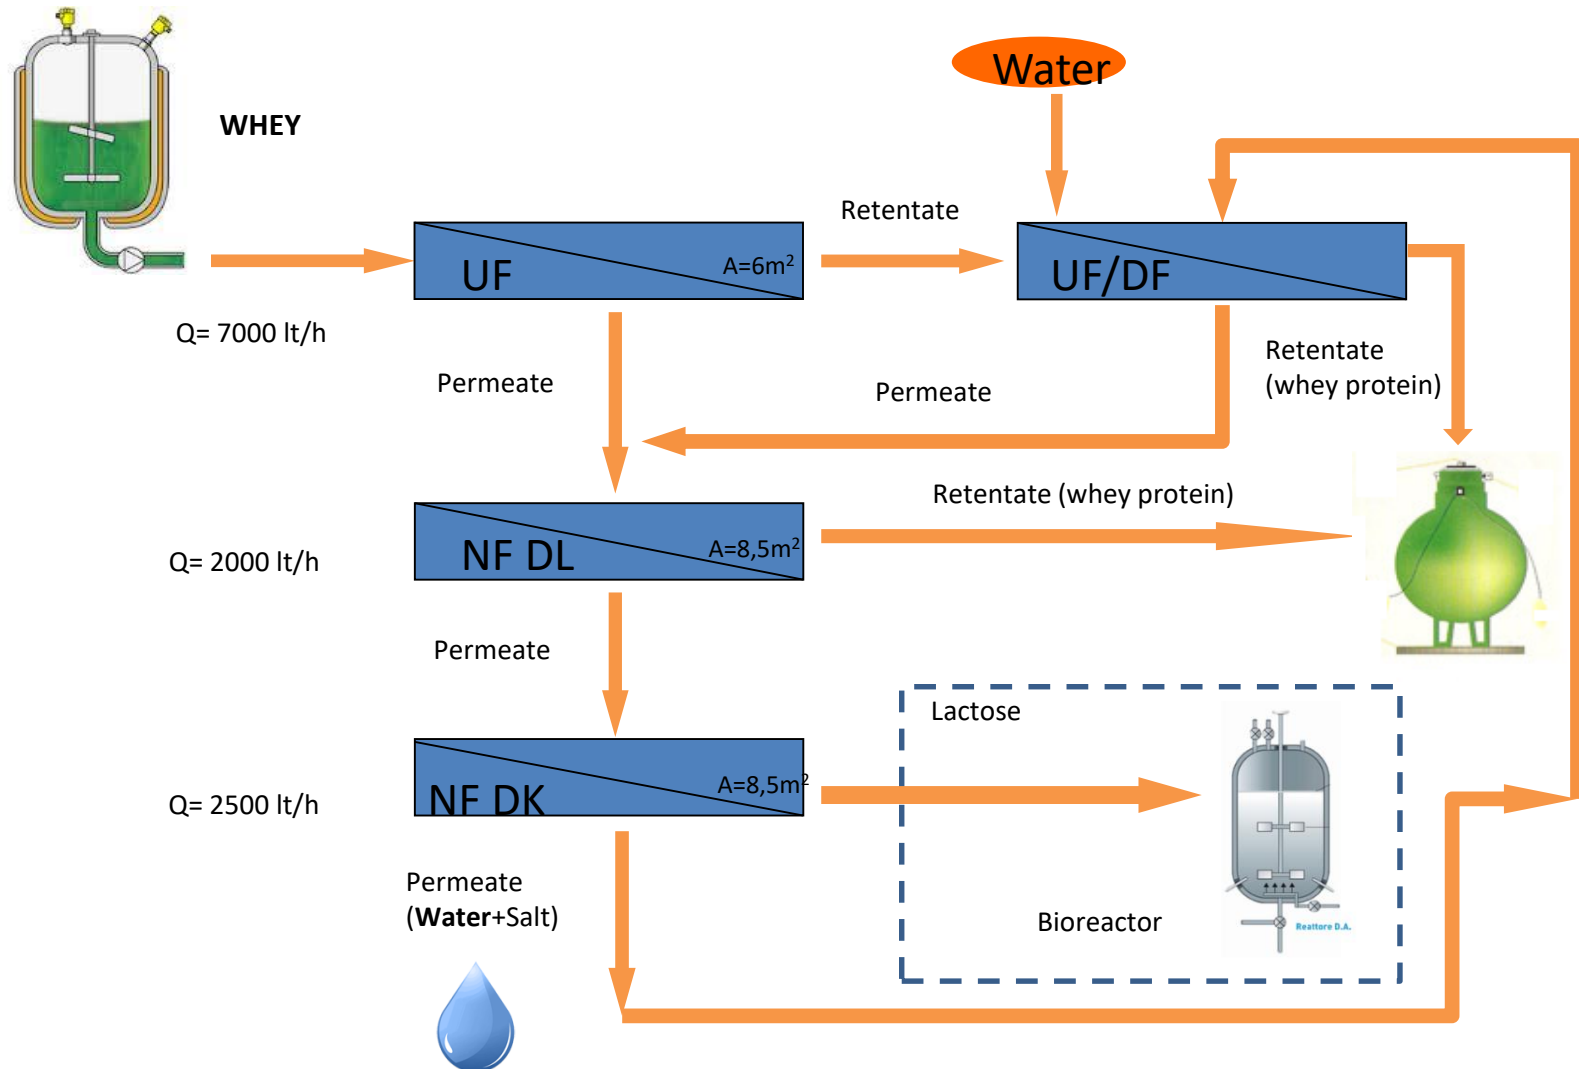 Water
WHEY
Retentate
UF
A=6m²
UF/DF
Q= 7000 lt/h
Permeate
Permeate
Retentate
(whey protein)
Retentate (whey protein)
NF DL
A=8,5m²
Q= 2000 lt/h
Permeate
Lactose
NF DK
A=8,5m²
Q= 2500 lt/h
Permeate
(Water+Salt)
Bioreactor
Reattore D.A.